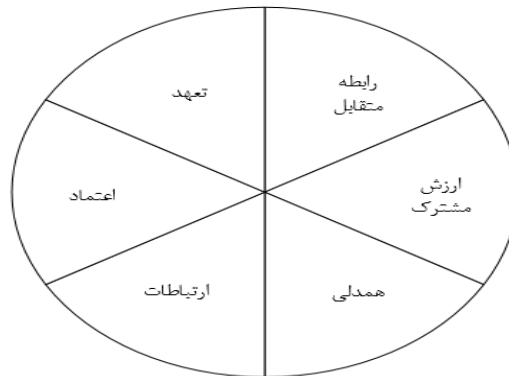 رابطه
متقابل
تعهد
ارزش
مشترک
اعتماد
همدلی
ارتباطات